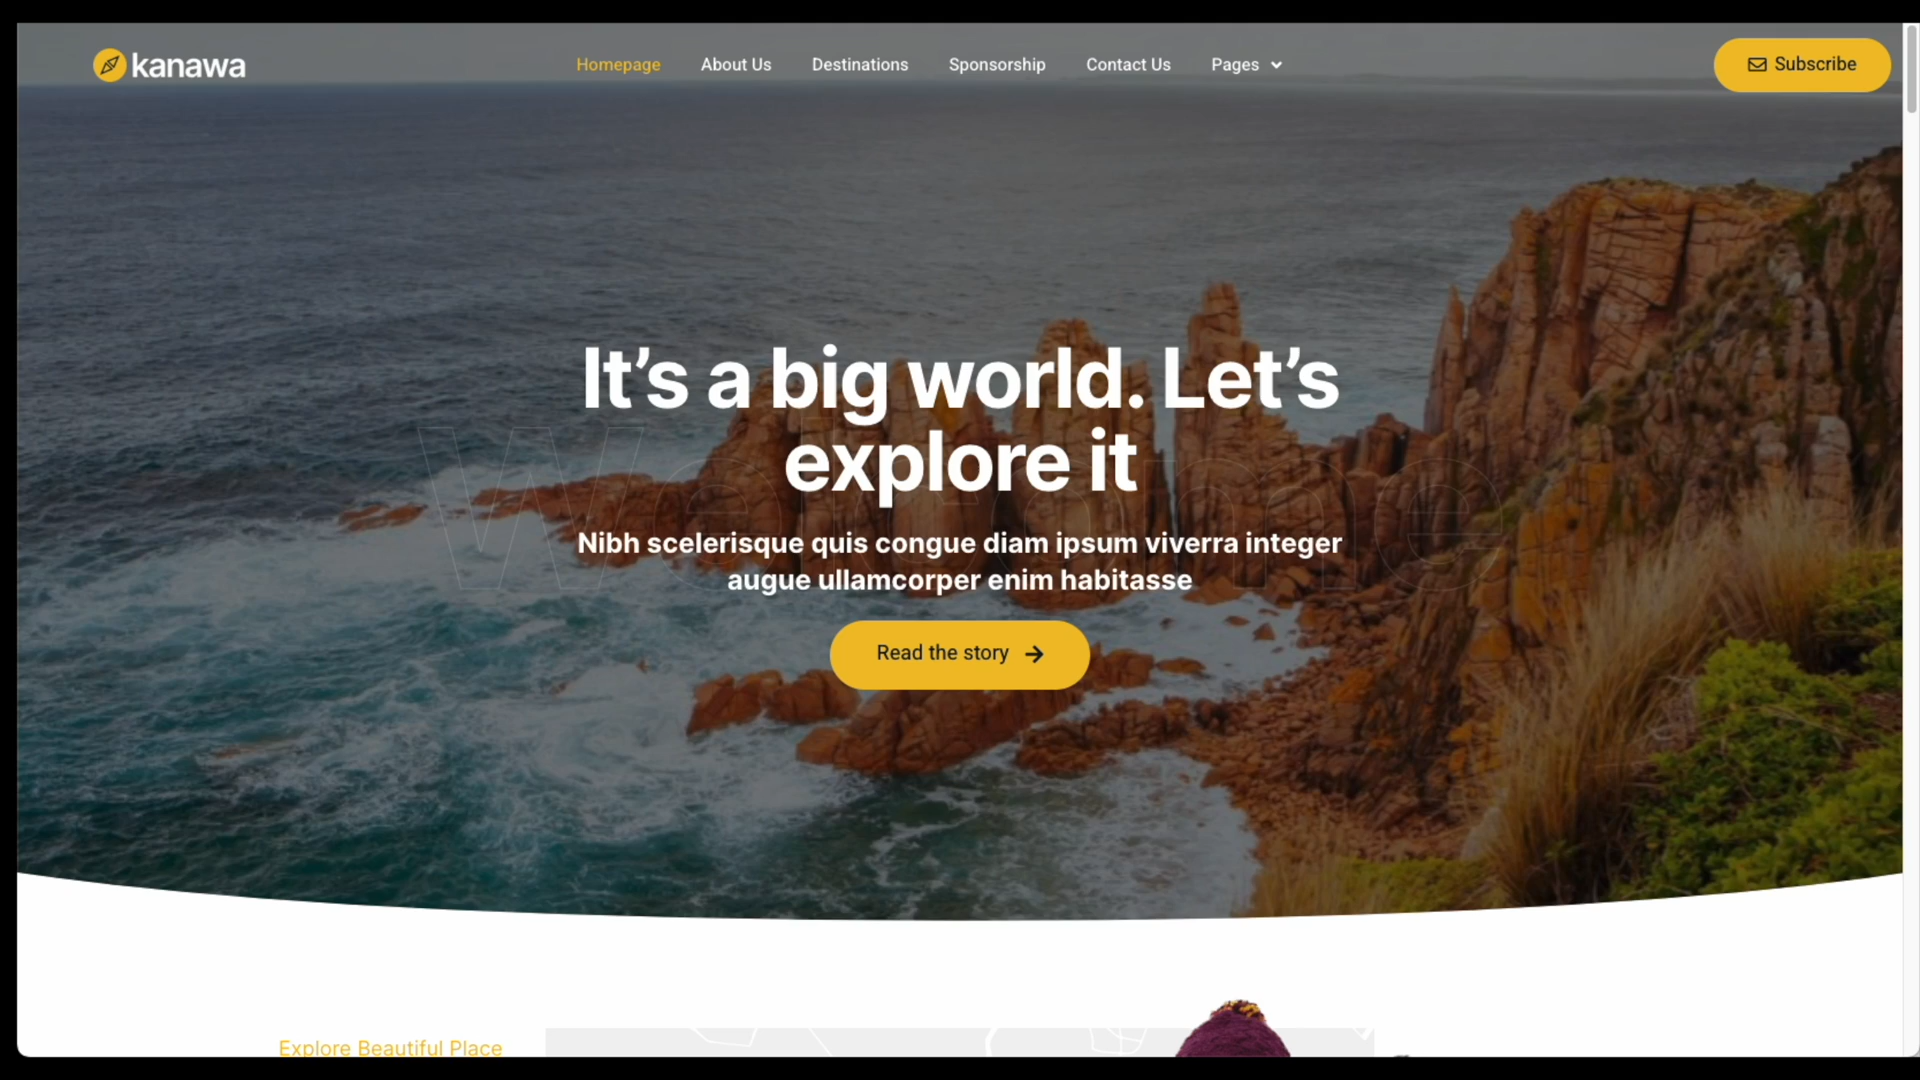 kanawa
Homepage
About Us
Destinations
Sponsorship
Contact Us
Pages
Subscribe
Welcome
It’s a big world. Let’s
explore it
Nibh scelerisque quis congue diam ipsum viverra integer
augue ullamcorper enim habitasse
Read the story
Explore Beautiful Place